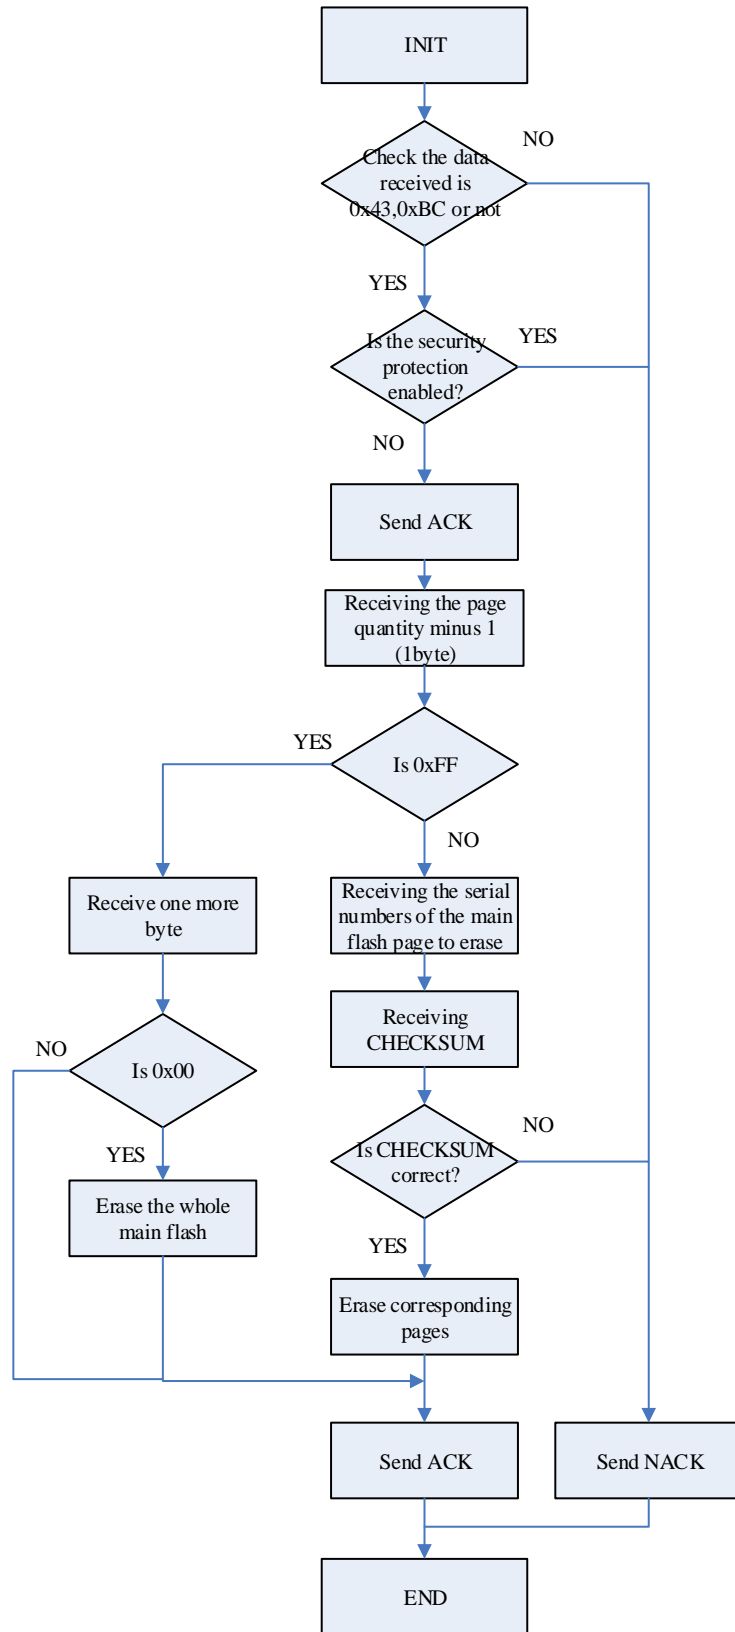 INIT
NO
Check the data
received is
0x43,0xBC or not
YES
Is the security
protection
enabled?
YES
NO
Send ACK
Receiving the page
quantity minus 1
(1byte)
YES
Is 0xFF
NO
Receive one more
byte
Receiving the serial
numbers of the main
flash page to erase
Receiving
CHECKSUM
NO
Is 0x00
NO
Is CHECKSUM
correct?
YES
Erase the whole
main flash
YES
Erase corresponding
pages
Send ACK
Send NACK
END